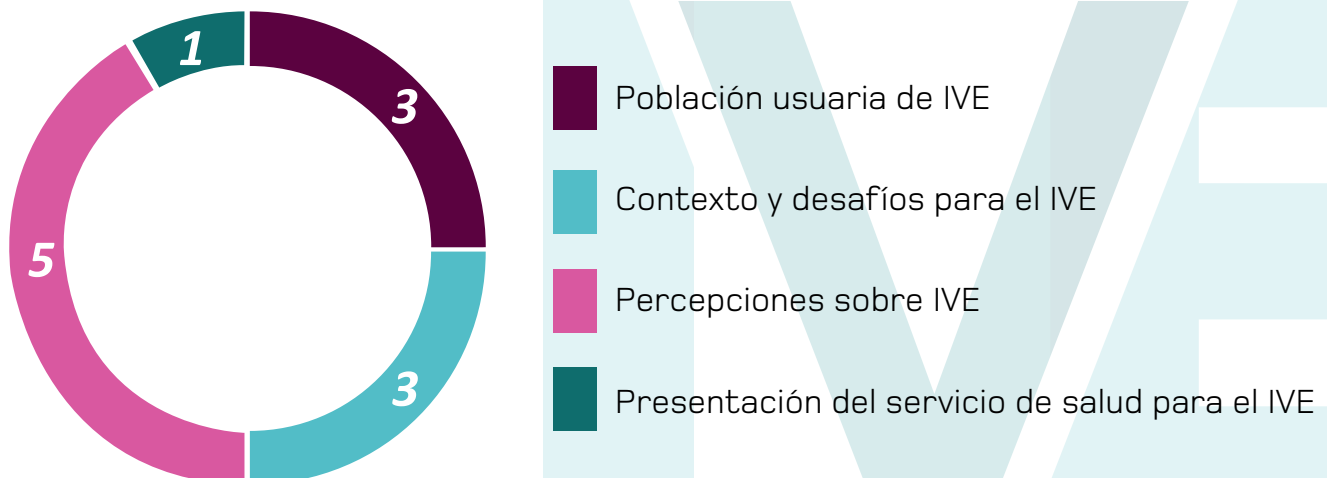 1
3
5
3
Población usuaria de IVE
Contexto y desafíos para el IVE
Percepciones sobre IVE
Presentación del servicio de salud para el IVE
IVE